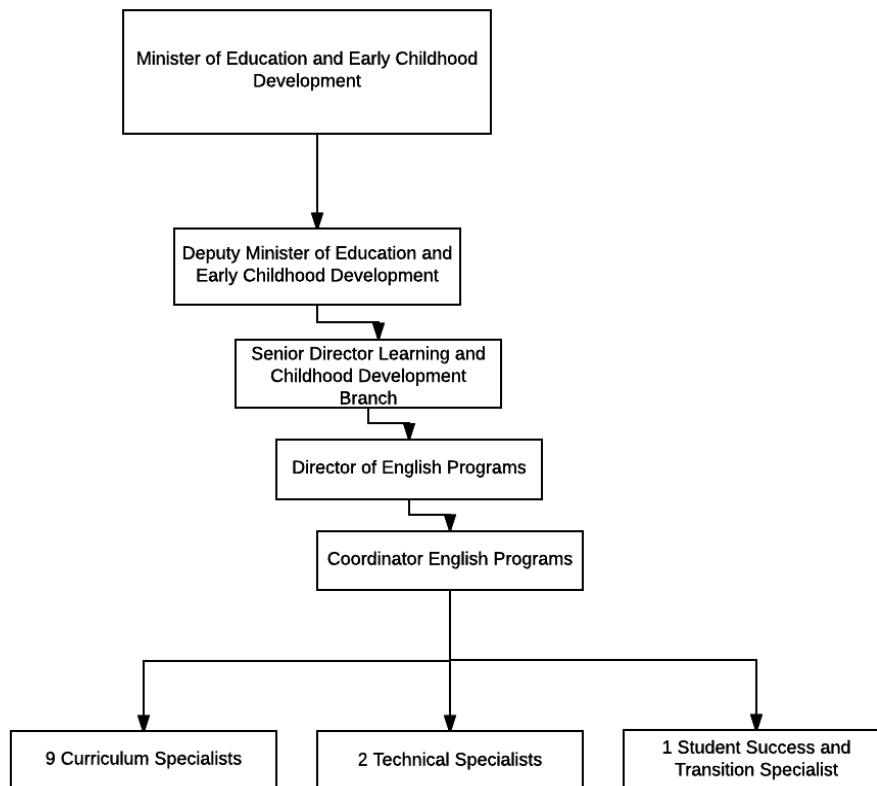 Minister of Education and Early Childhood
Development
Deputy Minister of Education and
Early Childhood Development
Senior Director Learning and
Childhood Development
Branch
Director of English Programs
Coordinator English Programs
9 Curriculum Specialists
2 Technical Specialists
1 Student Success and
Transition Specialist